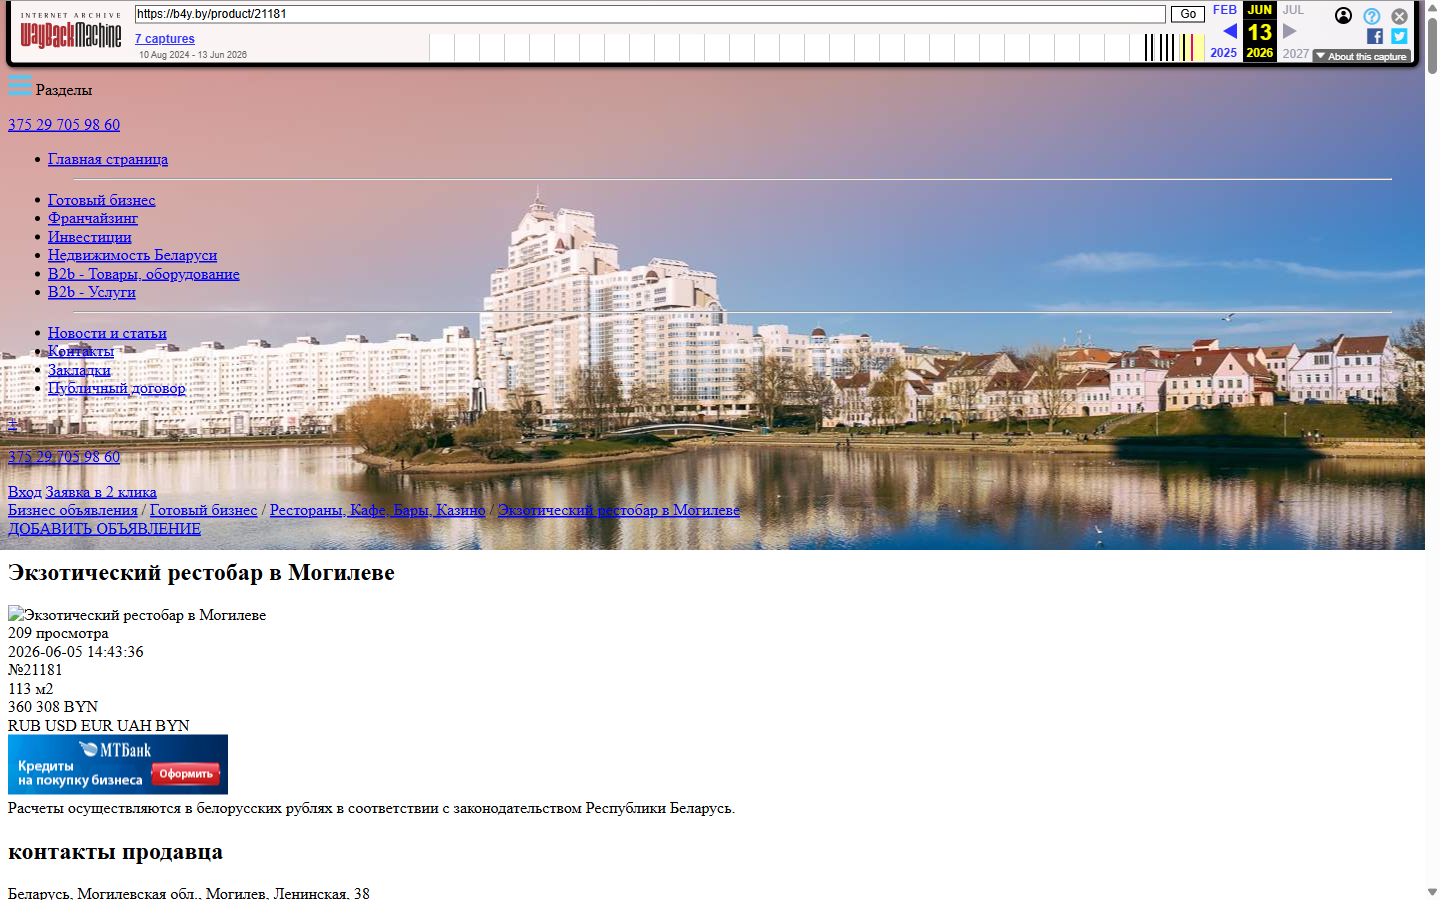 INTERNET ARCHIVE
WayBackMachine
https://b4y.by/product/21181
Go
7 captures
10 Aug 2024 - 13 Jun 2026
FEB JUN JUL
13
2025 2026 2027
About this capture
Разделы
375 29 705 98 60
Главная страница
Готовый бизнес
Франчайзинг
Инвестиции
Недвижимость Беларуси
B2b - Товары, оборудование
B2b - Услуги
Новости и статьи
Контакты
Закладки
Публичный договор
+
375 29 705 98 60
Вход Заявка в 2 клика
Бизнес объявления / Готовый бизнес / Рестораны, Кафе, Бары, Казино / Экзотический рестобар в Могилеве
ДОБАВИТЬ ОБЪЯВЛЕНИЕ
Экзотический рестобар в Могилеве
Экзотический рестобар в Могилеве
209 просмотра
2026-06-05 14:43:36
№21181
113 м2
360 308 BYN
RUB USD EUR UAH BYN
МТБанк
Кредиты
на покупку бизнеса
Оформить
Расчеты осуществляются в белорусских рублях в соответствии с законодательством Республики Беларусь.
контакты продавца
Беларусь, Могилевская обл., Могилев, Ленинская, 38